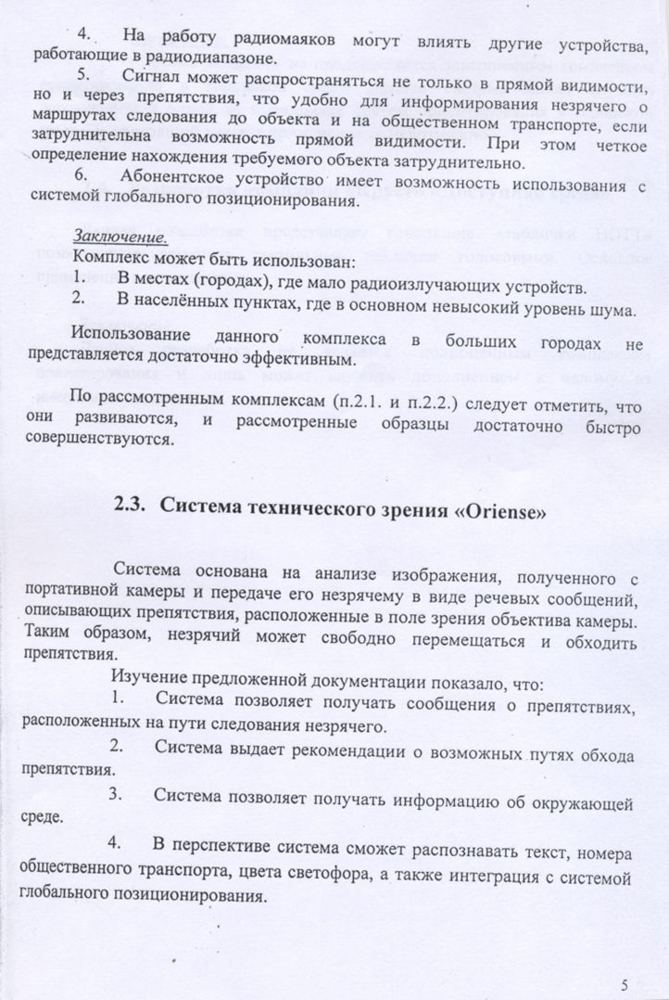 4. На работу радиомаяков могут влиять другие устройства,
работающие в радиодиапазоне.
5. Сигнал может распространяться не только в прямой видимости,
но и через препятствия, что удобно для информирования незрячего о
маршрутах следования до объекта и на общественном транспорте, если
затруднительна возможность прямой видимости. При этом четкое
определение нахождения требуемого объекта затруднительно.
6. Абонентское устройство имеет возможность использования с
системой глобального позиционирования.
Заключение.
Комплекс может быть использован:
1. В местах (городах), где мало радиоизлучающих устройств.
2. В населённых пунктах, где в основном невысокий уровень шума.
Использование данного комплекса в больших городах не
представляется достаточно эффективным.
По рассмотренным комплексам (п.2.1. и п.2.2.) следует отметить, что
они развиваются, и рассмотренные образцы достаточно быстро
совершенствуются.
2.3. Система технического зрения «Oriense»
Система основана на анализе изображения, полученного с
портативной камеры и передаче его незрячему в виде речевых сообщений,
описывающих препятствия, расположенные в поле зрения объектива камеры.
Таким образом, незрячий может свободно перемещаться и обходить
препятствия.
Изучение предложенной документации показало, что:
1. Система позволяет получать сообщения о препятствиях,
расположенных на пути следования незрячего.
2. Система выдает рекомендации о возможных путях обхода
препятствия.
3. Система позволяет получать информацию об окружающей
среде.
4. В перспективе система сможет распознавать текст, номера
общественного транспорта, цвета светофора, а также интеграция с системой
глобального позиционирования.
5